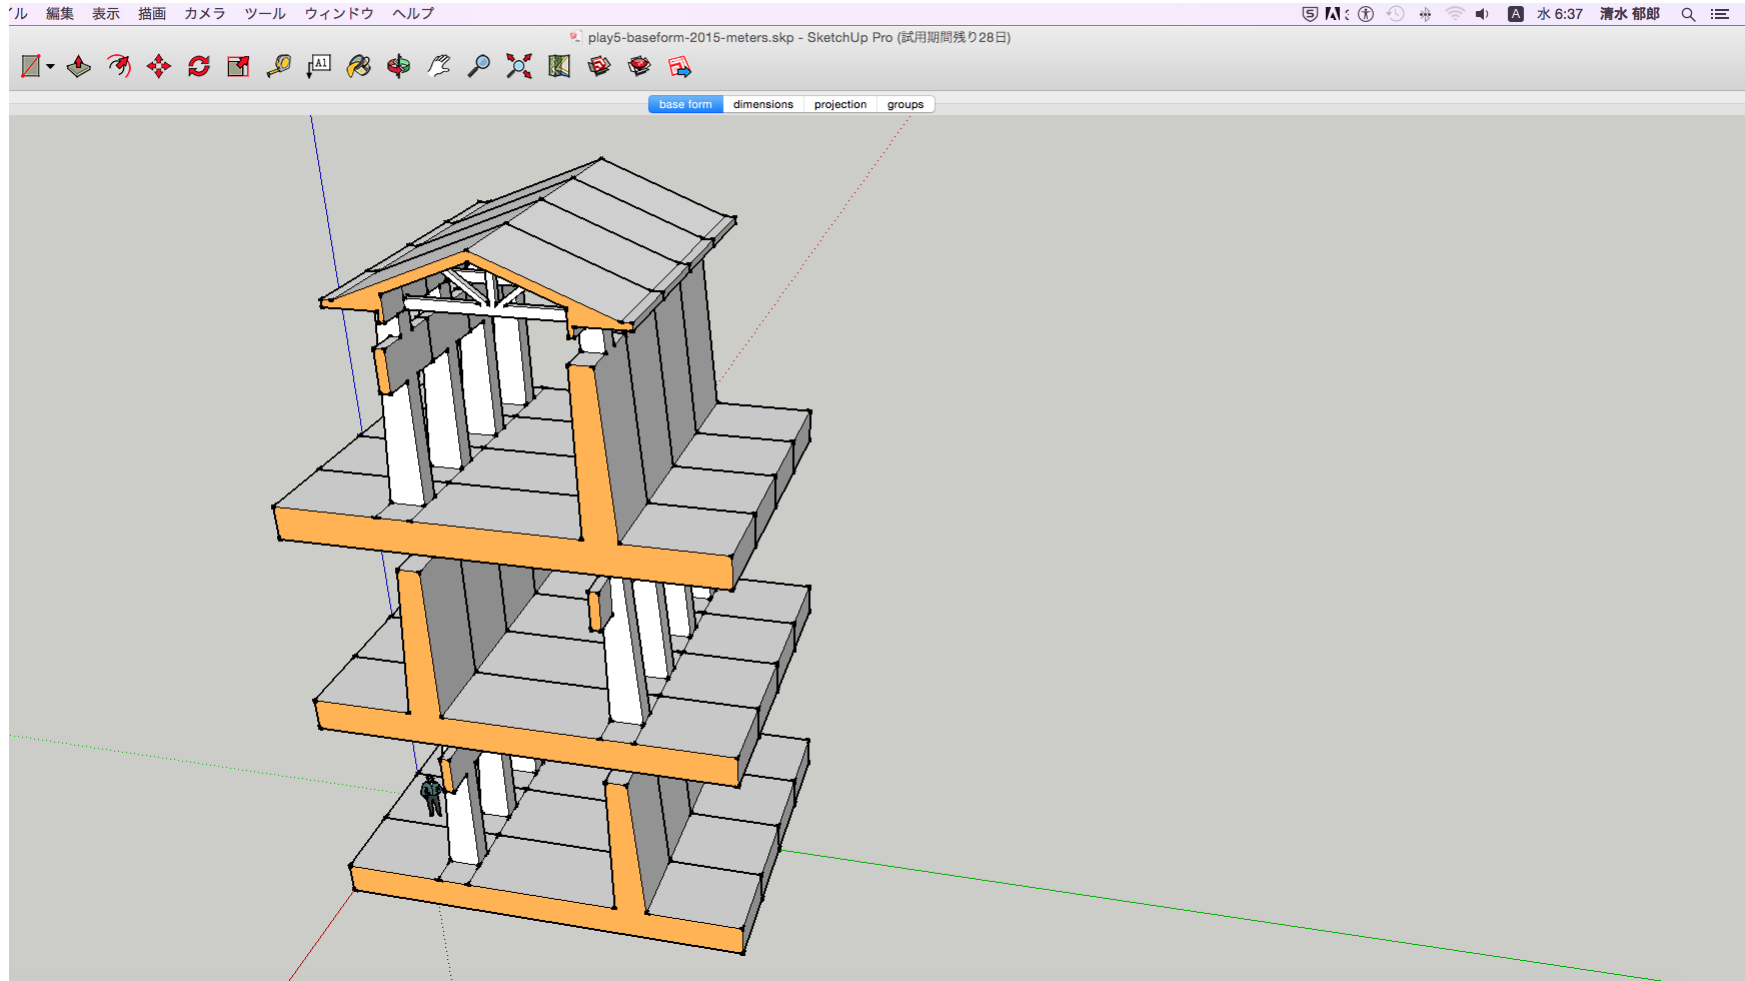 イル 編集 表示 描画 カメラ ツール ウィンドウ ヘルプ A 水 6:37 清水 郁郎
play5-baseform-2015-meters.skp - SketchUp Pro (試用期間残り28日)
A1
base form dimensions projection groups